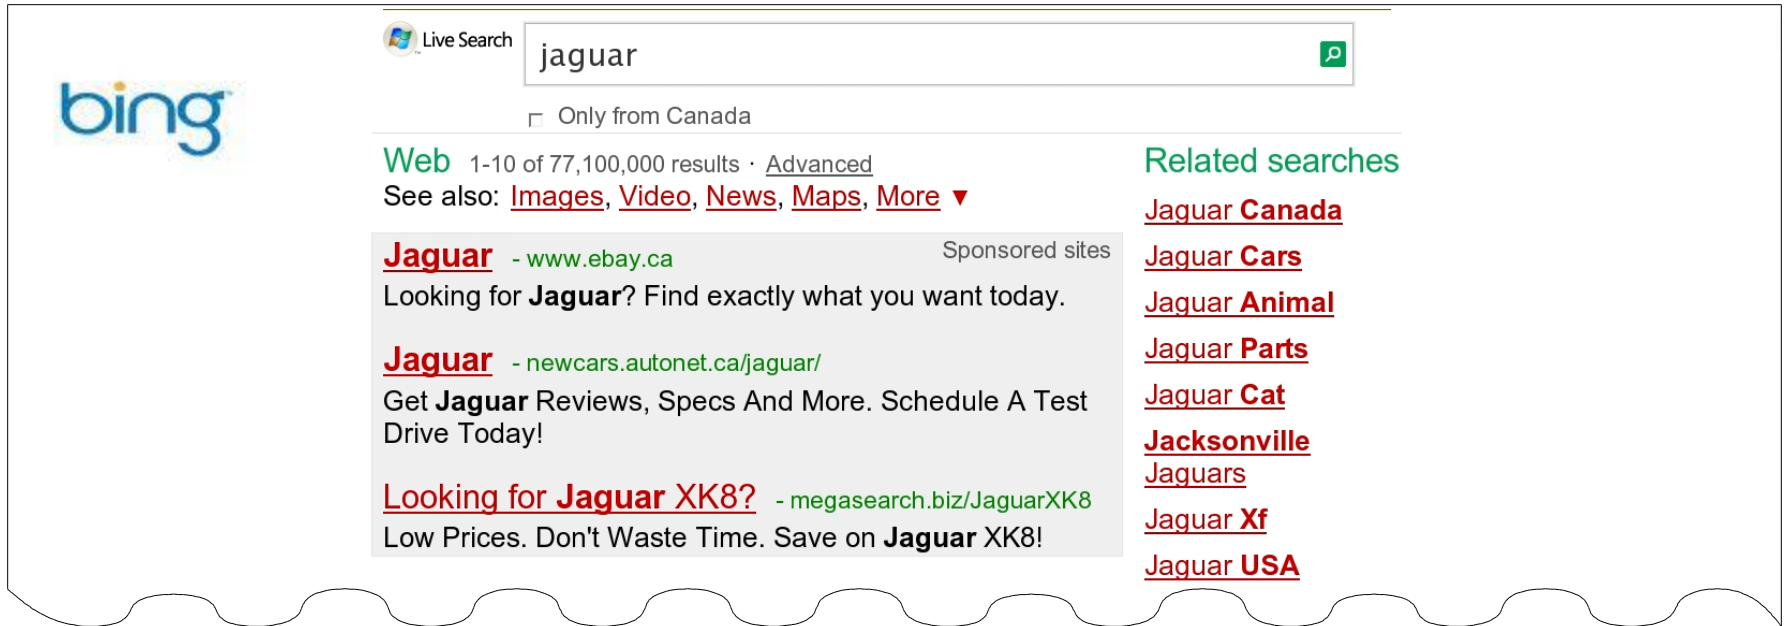 Live Search
jaguar
bing
Only from Canada
Web 1-10 of 77,100,000 results · Advanced
See also: Images, Video, News, Maps, More ▼
Jaguar - www.ebay.ca
Sponsored sites
Looking for Jaguar? Find exactly what you want today.
Jaguar - newcars.autonet.ca/jaguar/
Get Jaguar Reviews, Specs And More. Schedule A Test
Drive Today!
Looking for Jaguar XK8? - megasearch.biz/JaguarXK8
Low Prices. Don't Waste Time. Save on Jaguar XK8!
Related searches
Jaguar Canada
Jaguar Cars
Jaguar Animal
Jaguar Parts
Jaguar Cat
Jacksonville
Jaguars
Jaguar Xf
Jaguar USA